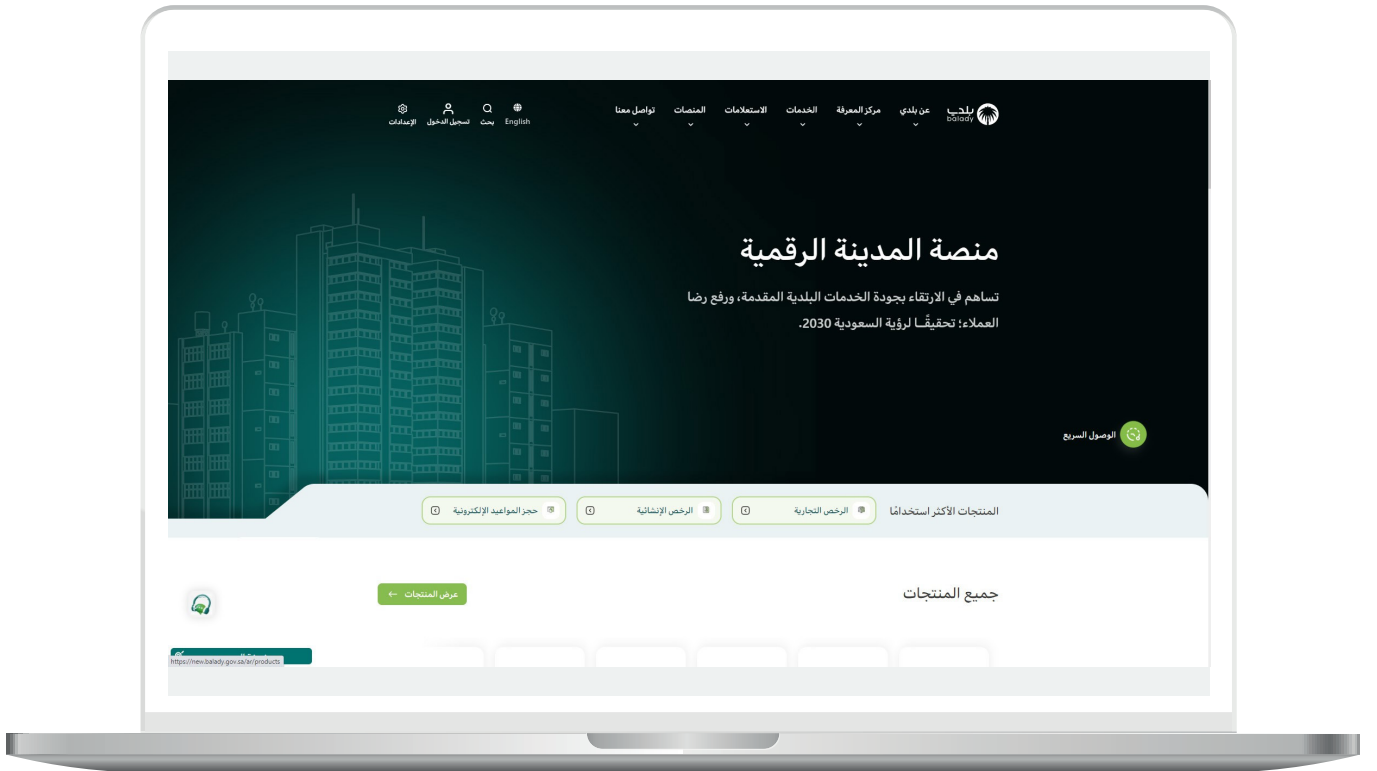 بلدي
balady
عن بلدي
مركز المعرفة
الخدمات
الاستعلامات
المنصات
تواصل معنا
English
بحث
تسجيل الدخول
الإعدادات
منصة المدينة الرقمية
تساهم في الارتقاء بجودة الخدمات البلدية المقدمة، ورفع رضا
العملاء؛ تحقيقًــا لرؤية السعودية 2030.
الوصول السريع
المنتجات الأكثر استخدامًا
الرخص التجارية
الرخص الإنشائية
حجز المواعيد الإلكترونية
جميع المنتجات
عرض المنتجات ←
https://new.balady.gov.sa/ar/products